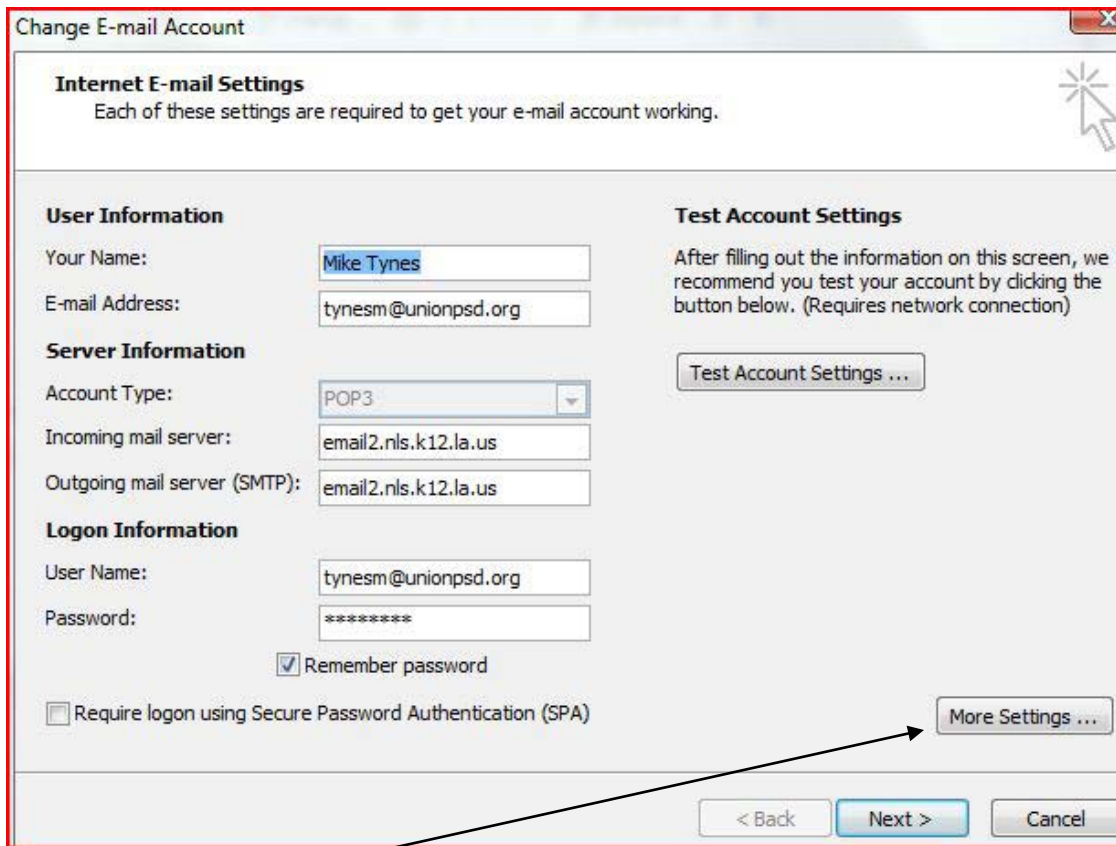 Change E-mail Account
Internet E-mail Settings
Each of these settings are required to get your e-mail account working.
User Information
Your Name: Mike Tynes
E-mail Address: tynesm@unionpsd.org
Server Information
Account Type: POP3
Incoming mail server: email2.nls.k12.la.us
Outgoing mail server (SMTP): email2.nls.k12.la.us
Logon Information
User Name: tynesm@unionpsd.org
Password: ********
Remember password
Require logon using Secure Password Authentication (SPA)
Test Account Settings
After filling out the information on this screen, we
recommend you test your account by clicking the
button below. (Requires network connection)
Test Account Settings ...
More Settings ...
< Back
Next >
Cancel